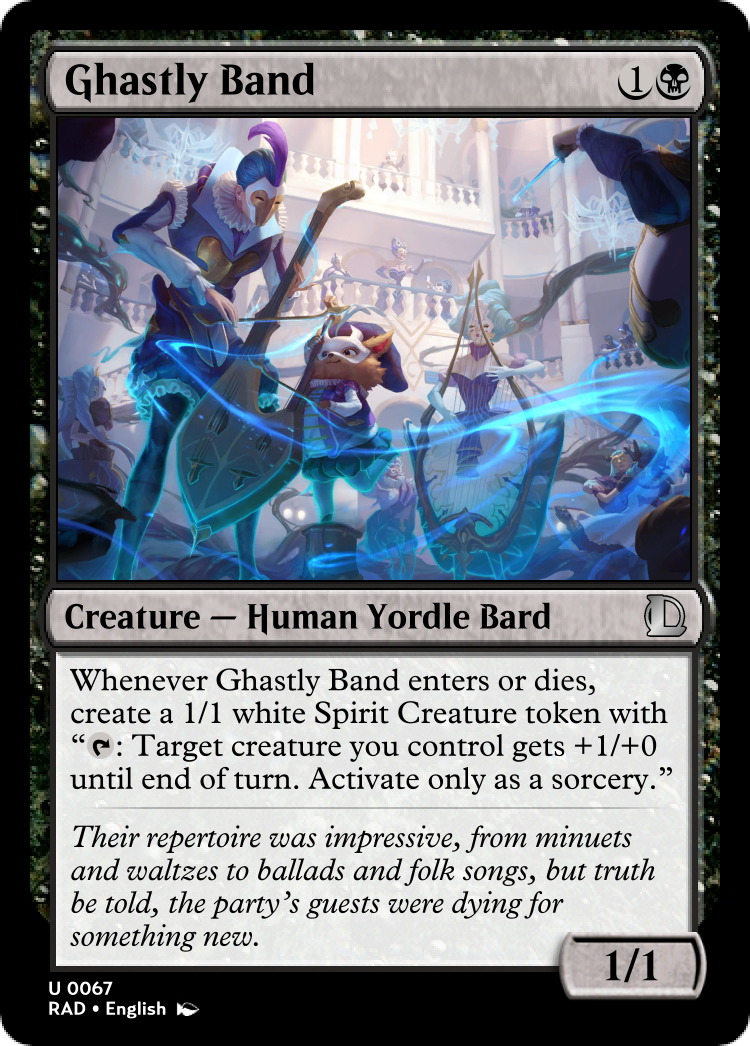 Ghastly Band
1
Creature — Human Yordle Bard
Whenever Ghastly Band enters or dies,
create a 1/1 white Spirit Creature token with
“ : Target creature you control gets +1/+0
until end of turn. Activate only as a sorcery.”
Their repertoire was impressive, from minuets
and waltzes to ballads and folk songs, but truth
be told, the party’s guests were dying for
something new.
1/1
U 0067
RAD • English